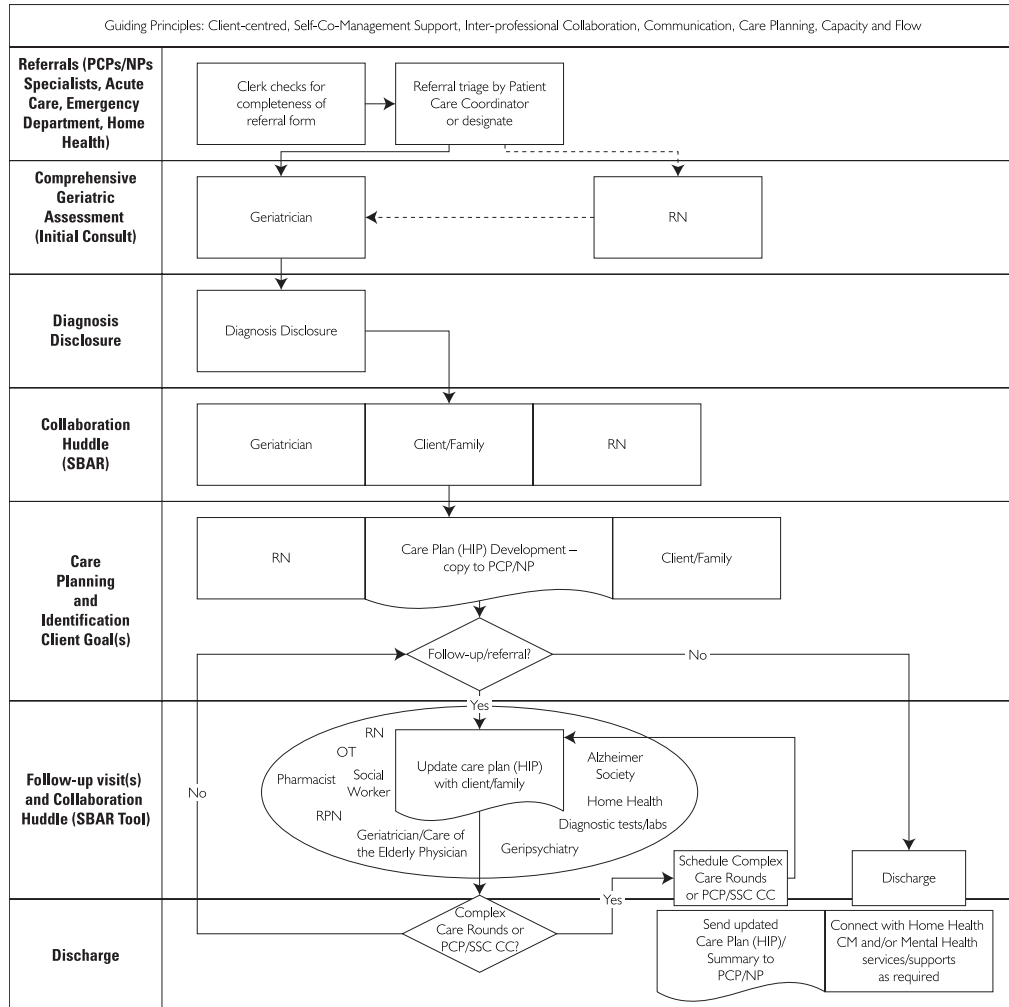 Guiding Principles: Client-centred, Self-Co-Management Support, Inter-professional Collaboration, Communication, Care Planning, Capacity and Flow
Referrals (PCPs/NPs
Specialists, Acute
Care, Emergency
Department, Home
Health)
Clerk checks for
completeness of
referral form
Referral triage by Patient
Care Coordinator
or designate
Comprehensive
Geriatric
Assessment
(Initial Consult)
Geriatrician
RN
Diagnosis
Disclosure
Diagnosis Disclosure
Collaboration
Huddle
(SBAR)
Geriatrician
Client/Family
RN
Care
Planning
and
Identification
Client Goal(s)
RN
Care Plan (HIP) Development –
copy to PCP/NP
Client/Family
Follow-up/referral?
No
Yes
Follow-up visit(s)
and Collaboration
Huddle (SBAR Tool)
No
RN
OT
Pharmacist
Social
Worker
RPN
Geriatrician/Care of
the Elderly Physician
Update care plan (HIP)
with client/family
Alzheimer
Society
Home Health
Diagnostic tests/labs
Geripsychiatry
Schedule Complex
Care Rounds
or PCP/SSC CC
Discharge
Yes
Discharge
Complex
Care Rounds or
PCP/SSC CC?
Send updated
Care Plan (HIP)/
Summary to
PCP/NP
Connect with Home Health
CM and/or Mental Health
services/supports
as required